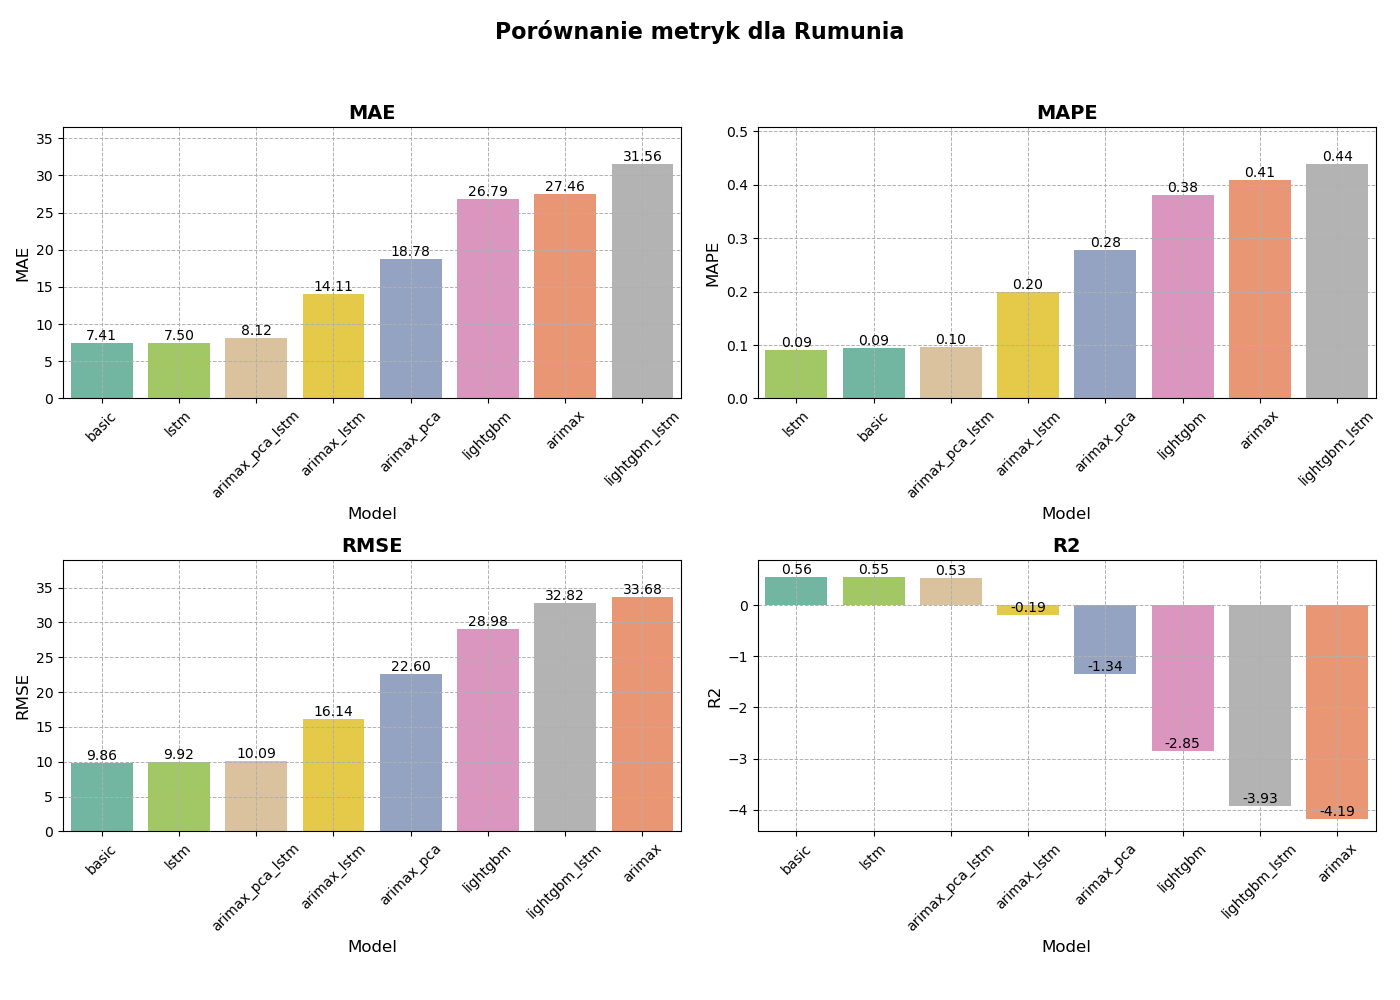 Porównanie metryk dla Rumunia
MAE
MAE
35
30
25
20
15
10
5
0
7.41
7.50
8.12
14.11
18.78
26.79
27.46
31.56
basic
lstm
arimax_pca_lstm
arimax_lstm
arimax_pca
lightgbm
arimax
lightgbm_lstm
Model
MAPE
MAPE
0.5
0.4
0.3
0.2
0.1
0.0
0.09
0.09
0.10
0.20
0.28
0.38
0.41
0.44
lstm
basic
arimax_pca_lstm
arimax_lstm
arimax_pca
lightgbm
arimax
lightgbm_lstm
Model
RMSE
RMSE
35
30
25
20
15
10
5
0
9.86
9.92
10.09
16.14
22.60
28.98
32.82
33.68
basic
lstm
arimax_pca_lstm
arimax_lstm
arimax_pca
lightgbm
lightgbm_lstm
arimax
Model
R2
R2
0
−1
−2
−3
−4
0.56
0.55
0.53
-0.19
-1.34
-2.85
-3.93
-4.19
basic
lstm
arimax_pca_lstm
arimax_lstm
arimax_pca
lightgbm
lightgbm_lstm
arimax
Model